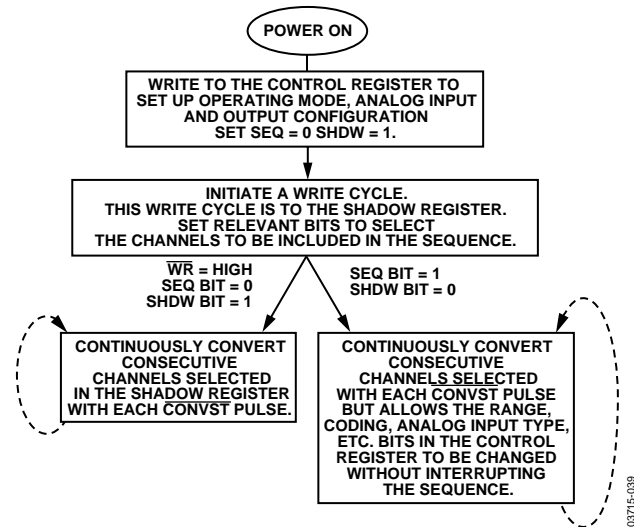 POWER ON
WRITE TO THE CONTROL REGISTER TO
SET UP OPERATING MODE, ANALOG INPUT
AND OUTPUT CONFIGURATION
SET SEQ = 0 SHDW = 1.
INITIATE A WRITE CYCLE.
THIS WRITE CYCLE IS TO THE SHADOW REGISTER.
SET RELEVANT BITS TO SELECT
THE CHANNELS TO BE INCLUDED IN THE SEQUENCE.
W̅R̅ = HIGH
SEQ BIT = 0
SHDW BIT = 1
SEQ BIT = 1
SHDW BIT = 0
CONTINUOUSLY CONVERT
CONSECUTIVE
CHANNELS SELECTED
IN THE SHADOW REGISTER
WITH EACH C̅O̅N̅V̅S̅T̅ PULSE.
CONTINUOUSLY CONVERT
CONSECUTIVE
CHANNELS SELECTED
WITH EACH C̅O̅N̅V̅S̅T̅ PULSE
BUT ALLOWS THE RANGE,
CODING, ANALOG INPUT TYPE,
ETC. BITS IN THE CONTROL
REGISTER TO BE CHANGED
WITHOUT INTERRUPTING
THE SEQUENCE.
03715-039